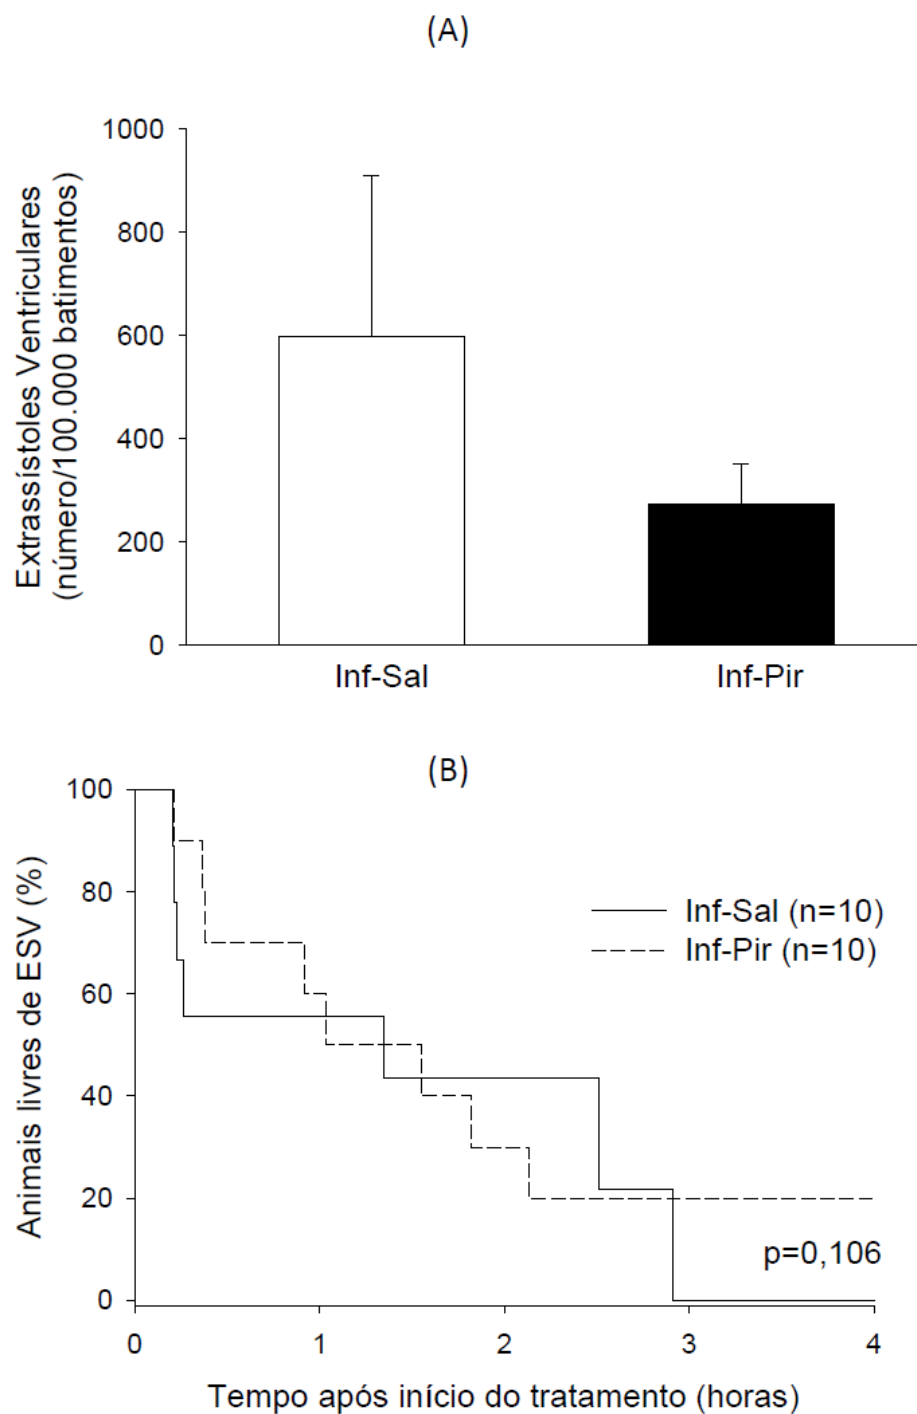 (A)
Extrassístoles Ventriculares
(número/100.000 batimentos)
1000
800
600
400
200
0
Inf-Sal
Inf-Pir
(B)
Animais livres de ESV (%)
100
80
60
40
20
0
Inf-Sal (n=10)
Inf-Pir (n=10)
p=0,106
0
1
2
3
4
Tempo após início do tratamento (horas)